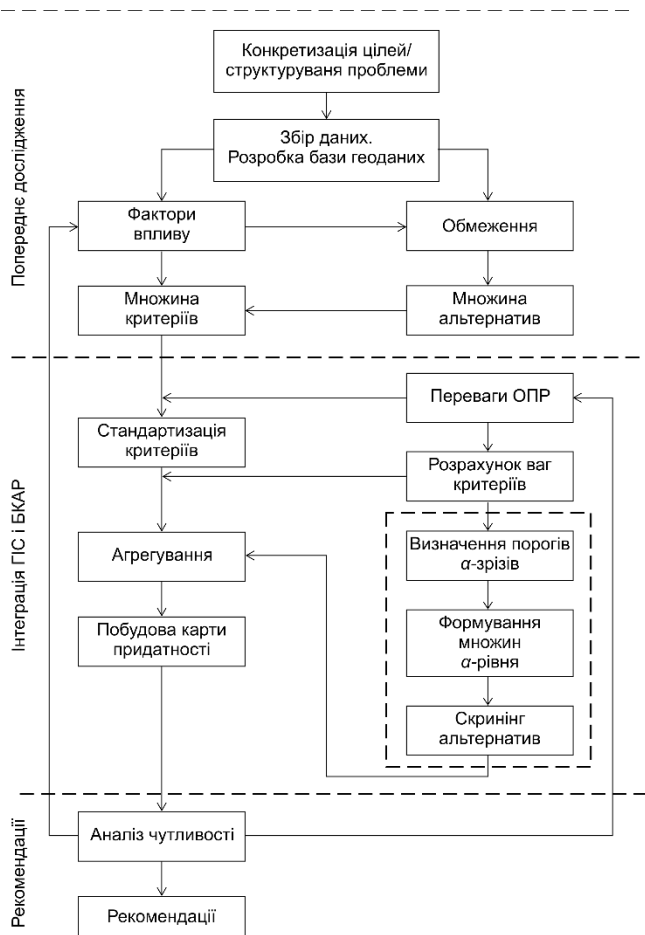 Конкретизація цілей/
структуруваня проблеми
Збір даних.
Розробка бази геоданих
Попереднє дослідження
Фактори
впливу
Обмеження
Множина
критеріїв
Множина
альтернатив
Інтеграція ГІС і БКАР
Переваги ОПР
Стандартизація
критеріїв
Розрахунок ваг
критеріїв
Визначення порогів
α-зрізів
Агрегування
Формування
множин
α-рівня
Побудова карти
придатності
Скринінг
альтернатив
Рекомендації
Аналіз чутливості
Рекомендації